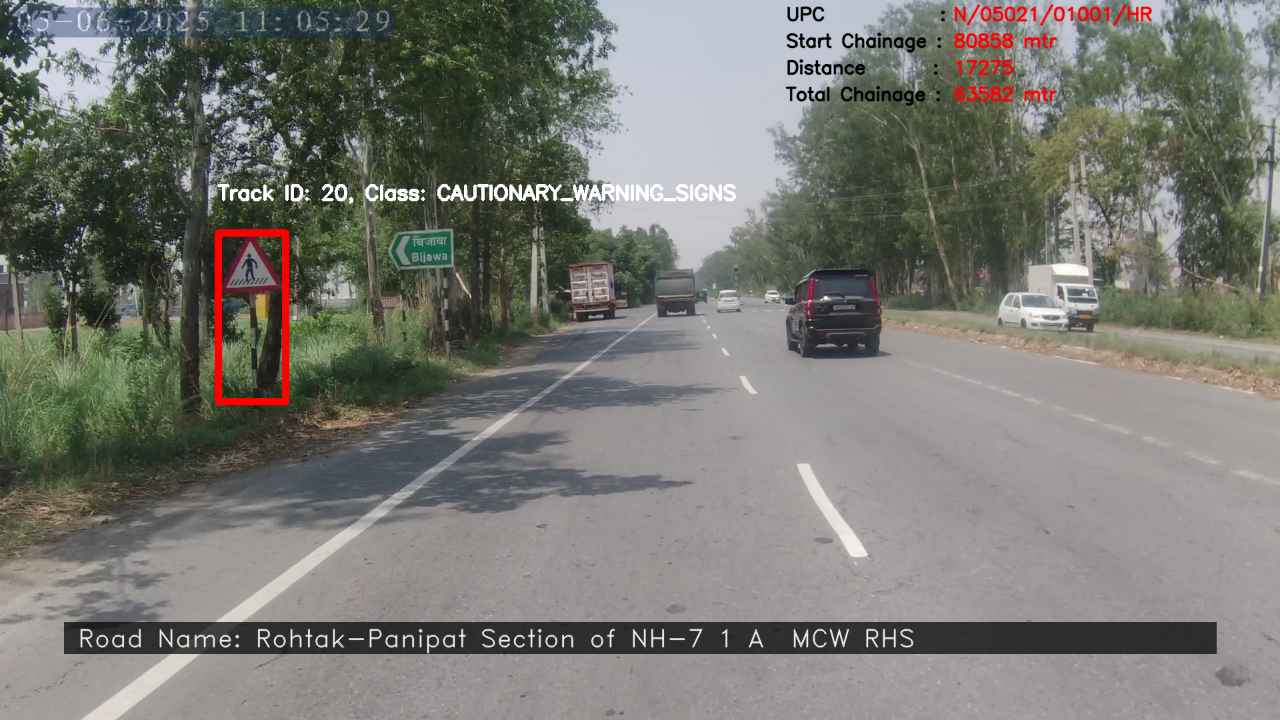 05-06-2025 11:05:29
UPC : N/05021/01001/HR
Start Chainage : 80858 mtr
Distance : 17275
Total Chainage : 63582 mtr
Track ID: 20, Class: CAUTIONARY_WARNING_SIGNS
बिजावा
Bijawa
Road Name: Rohtak-Panipat Section of NH-7 1 A MCW RHS